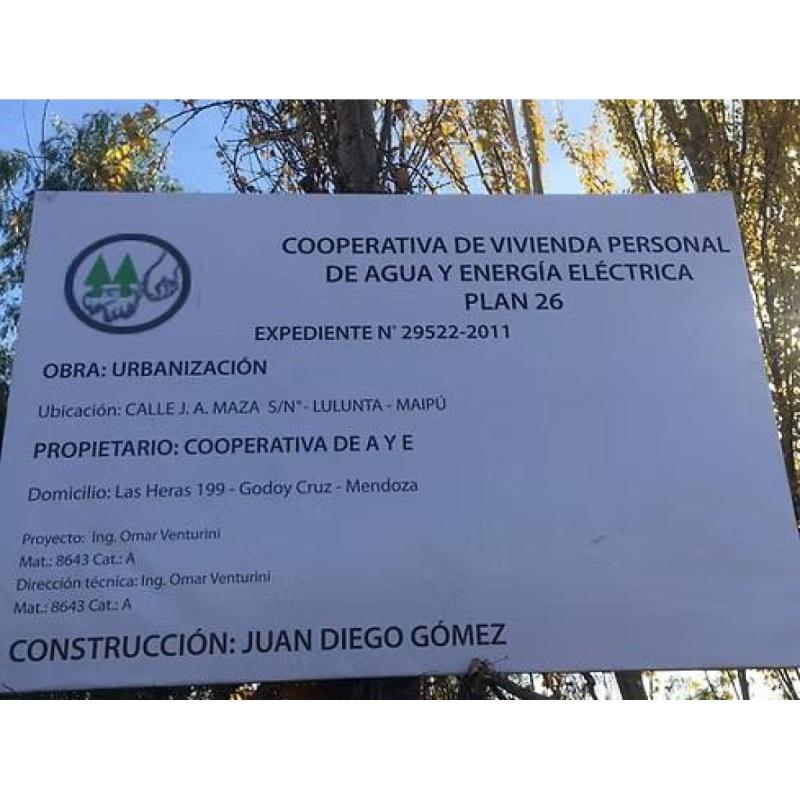 COOPERATIVA DE VIVIENDA PERSONAL
DE AGUA Y ENERGÍA ELÉCTRICA
PLAN 26
EXPEDIENTE N° 29522-2011
OBRA: URBANIZACIÓN
Ubicación: CALLE J. A. MAZA S/N° - LULUNTA - MAIPÚ
PROPIETARIO: COOPERATIVA DE A Y E
Domicilio: Las Heras 199 - Godoy Cruz - Mendoza
Proyecto: Ing. Omar Venturini
Mat.: 8643 Cat.: A
Dirección técnica: Ing. Omar Venturini
Mat.: 8643 Cat.: A
CONSTRUCCIÓN: JUAN DIEGO GÓMEZ